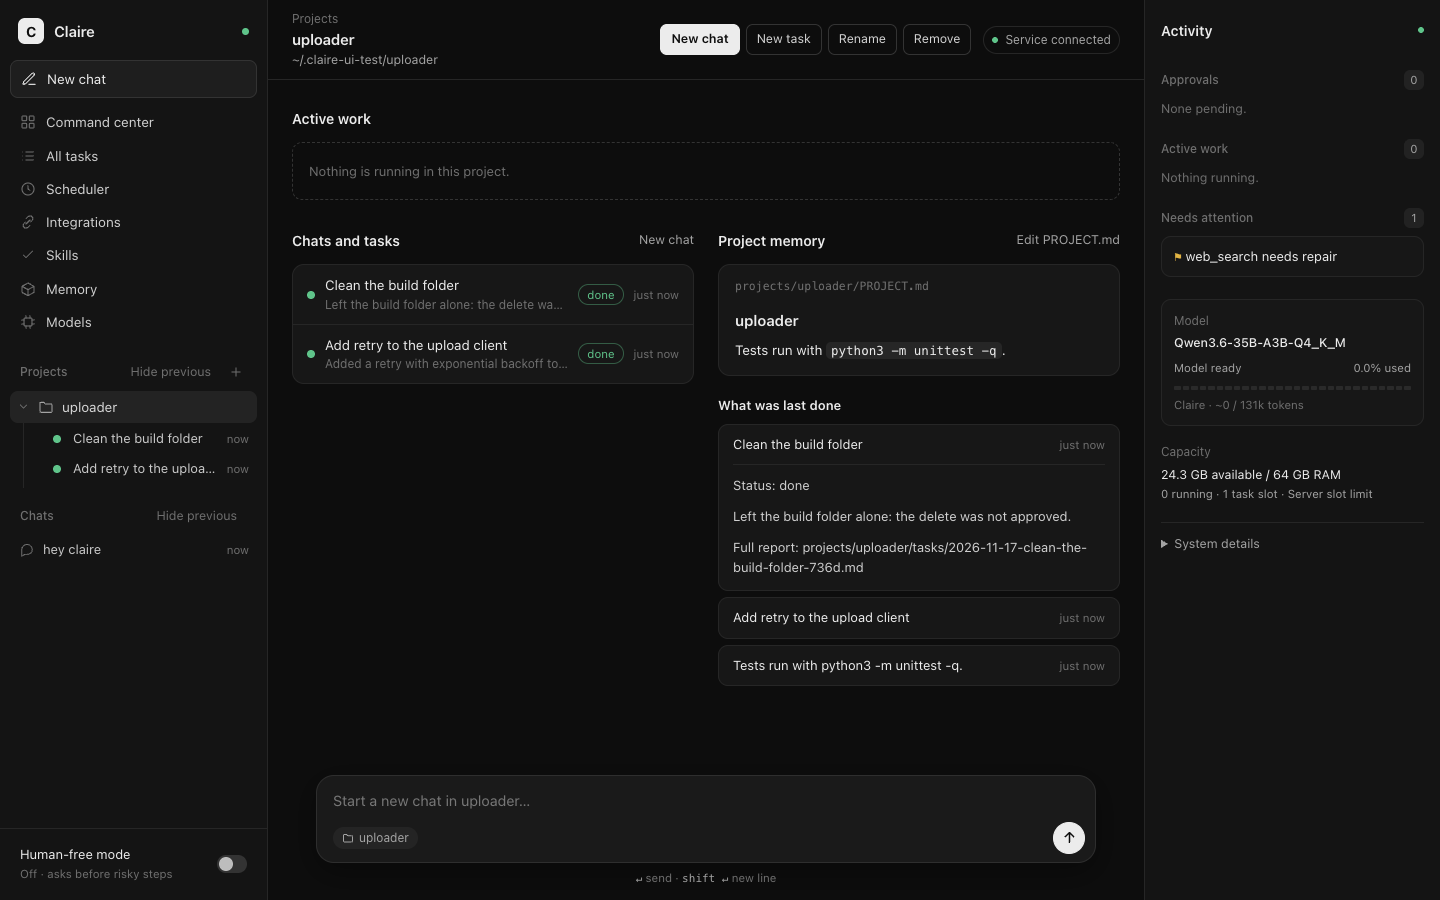 C Claire
New chat
Command center
All tasks
Scheduler
Integrations
Skills
Memory
Models
Projects Hide previous +
uploader
Clean the build folder now
Add retry to the uploa... now
Chats Hide previous
hey claire now
Human-free mode
Off · asks before risky steps
Projects
uploader
~/.claire-ui-test/uploader
New chat New task Rename Remove Service connected
Active work
Nothing is running in this project.
Chats and tasks New chat
Clean the build folder
Left the build folder alone: the delete wa... done just now
Add retry to the upload client
Added a retry with exponential backoff to... done just now
Project memory Edit PROJECT.md
projects/uploader/PROJECT.md
uploader
Tests run with python3 -m unittest -q.
What was last done
Clean the build folder just now
Status: done
Left the build folder alone: the delete was not approved.
Full report: projects/uploader/tasks/2026-11-17-clean-the-
build-folder-736d.md
Add retry to the upload client just now
Tests run with python3 -m unittest -q. just now
Start a new chat in uploader...
uploader
↵ send · shift ↵ new line
Activity
Approvals 0
None pending.
Active work 0
Nothing running.
Needs attention 1
web_search needs repair
Model
Qwen3.6-35B-A3B-Q4_K_M
Model ready 0.0% used
Claire · ~0 / 131k tokens
Capacity
24.3 GB available / 64 GB RAM
0 running · 1 task slot · Server slot limit
System details